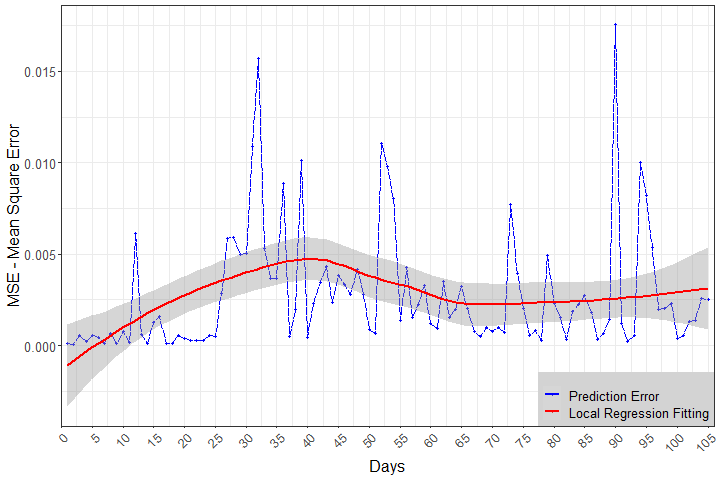 MSE - Mean Square Error
0.015
0.010
0.005
0.000
Prediction Error
Local Regression Fitting
0 5 10 15 20 25 30 35 40 45 50 55 60 65 70 75 80 85 90 95 100 105
Days